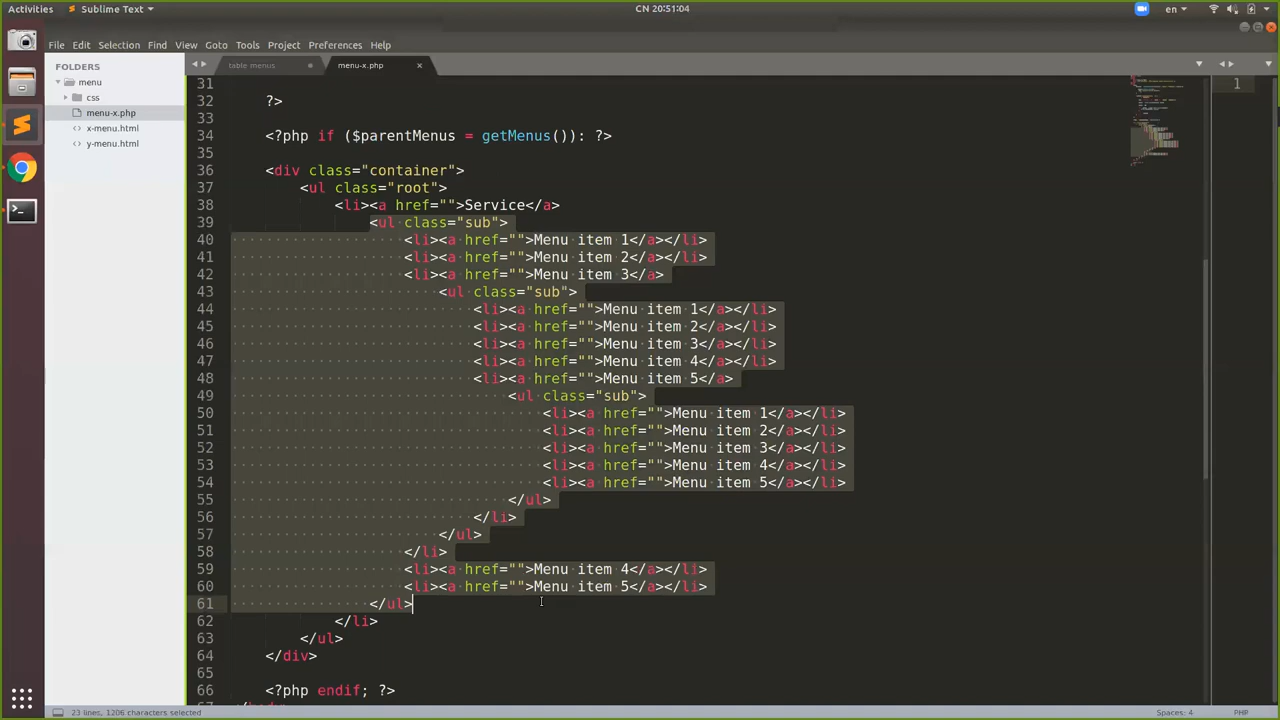 Activities
Sublime Text
CN 20:51:04
en
File Edit Selection Find View Goto Tools Project Preferences Help
FOLDERS
menu
css
menu-x.php
x-menu.html
y-menu.html
table menus
menu-x.php
1
31
32 ?>
33
34 <?php if ($parentMenus = getMenus()): ?>
35
36 <div class="container">
37 <ul class="root">
38 <li><a href="">Service</a>
39 <ul class="sub">
40 <li><a href="">Menu item 1</a></li>
41 <li><a href="">Menu item 2</a></li>
42 <li><a href="">Menu item 3</a>
43 <ul class="sub">
44 <li><a href="">Menu item 1</a></li>
45 <li><a href="">Menu item 2</a></li>
46 <li><a href="">Menu item 3</a></li>
47 <li><a href="">Menu item 4</a></li>
48 <li><a href="">Menu item 5</a>
49 <ul class="sub">
50 <li><a href="">Menu item 1</a></li>
51 <li><a href="">Menu item 2</a></li>
52 <li><a href="">Menu item 3</a></li>
53 <li><a href="">Menu item 4</a></li>
54 <li><a href="">Menu item 5</a></li>
55 </ul>
56 </li>
57 </ul>
58 </li>
59 <li><a href="">Menu item 4</a></li>
60 <li><a href="">Menu item 5</a></li>
61 </ul>
62 </li>
63 </ul>
64 </div>
65
66 <?php endif; ?>
23 lines, 1206 characters selected
Spaces: 4
PHP